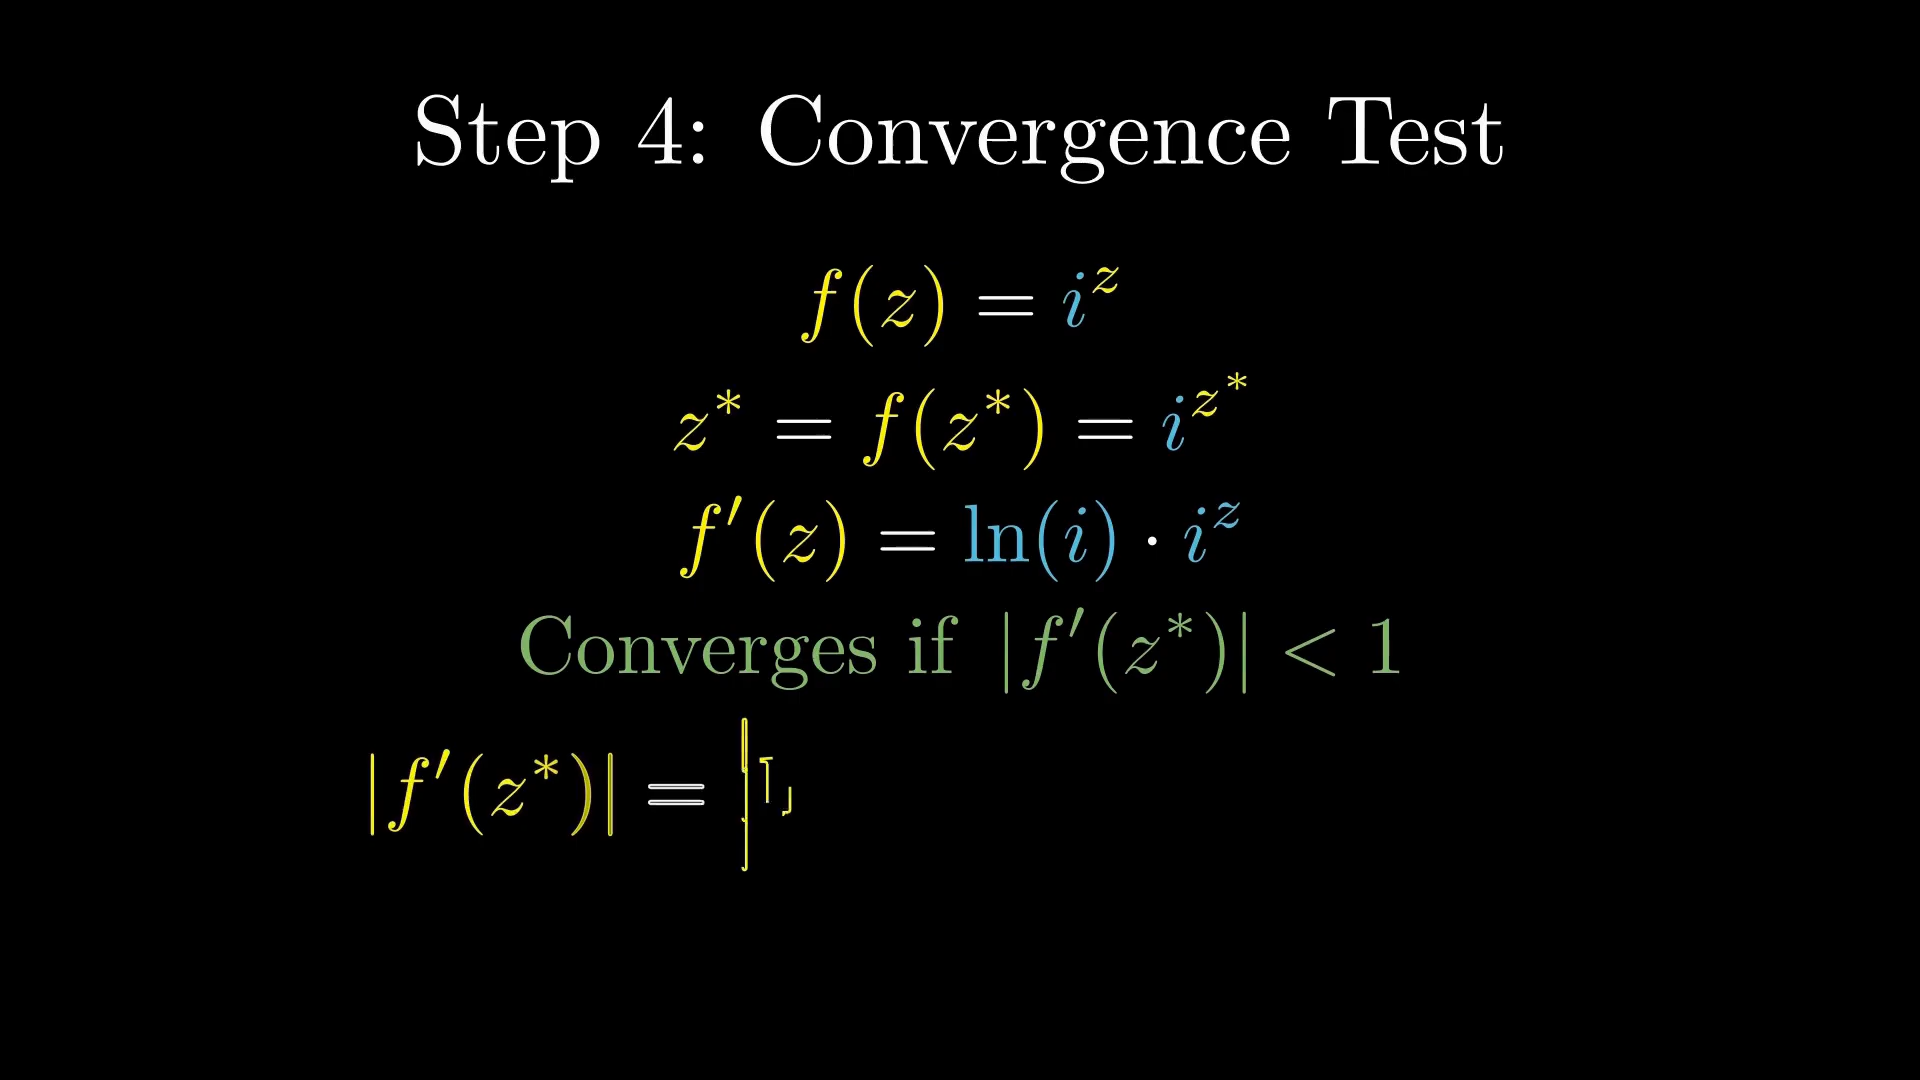 Step 4: Convergence Test
f(z) = i^z
z^* = f(z^*) = i^{z^*}
f′(z) = ln(i) · i^z
Converges if |f′(z^*)| < 1
|f′(z^*)| =